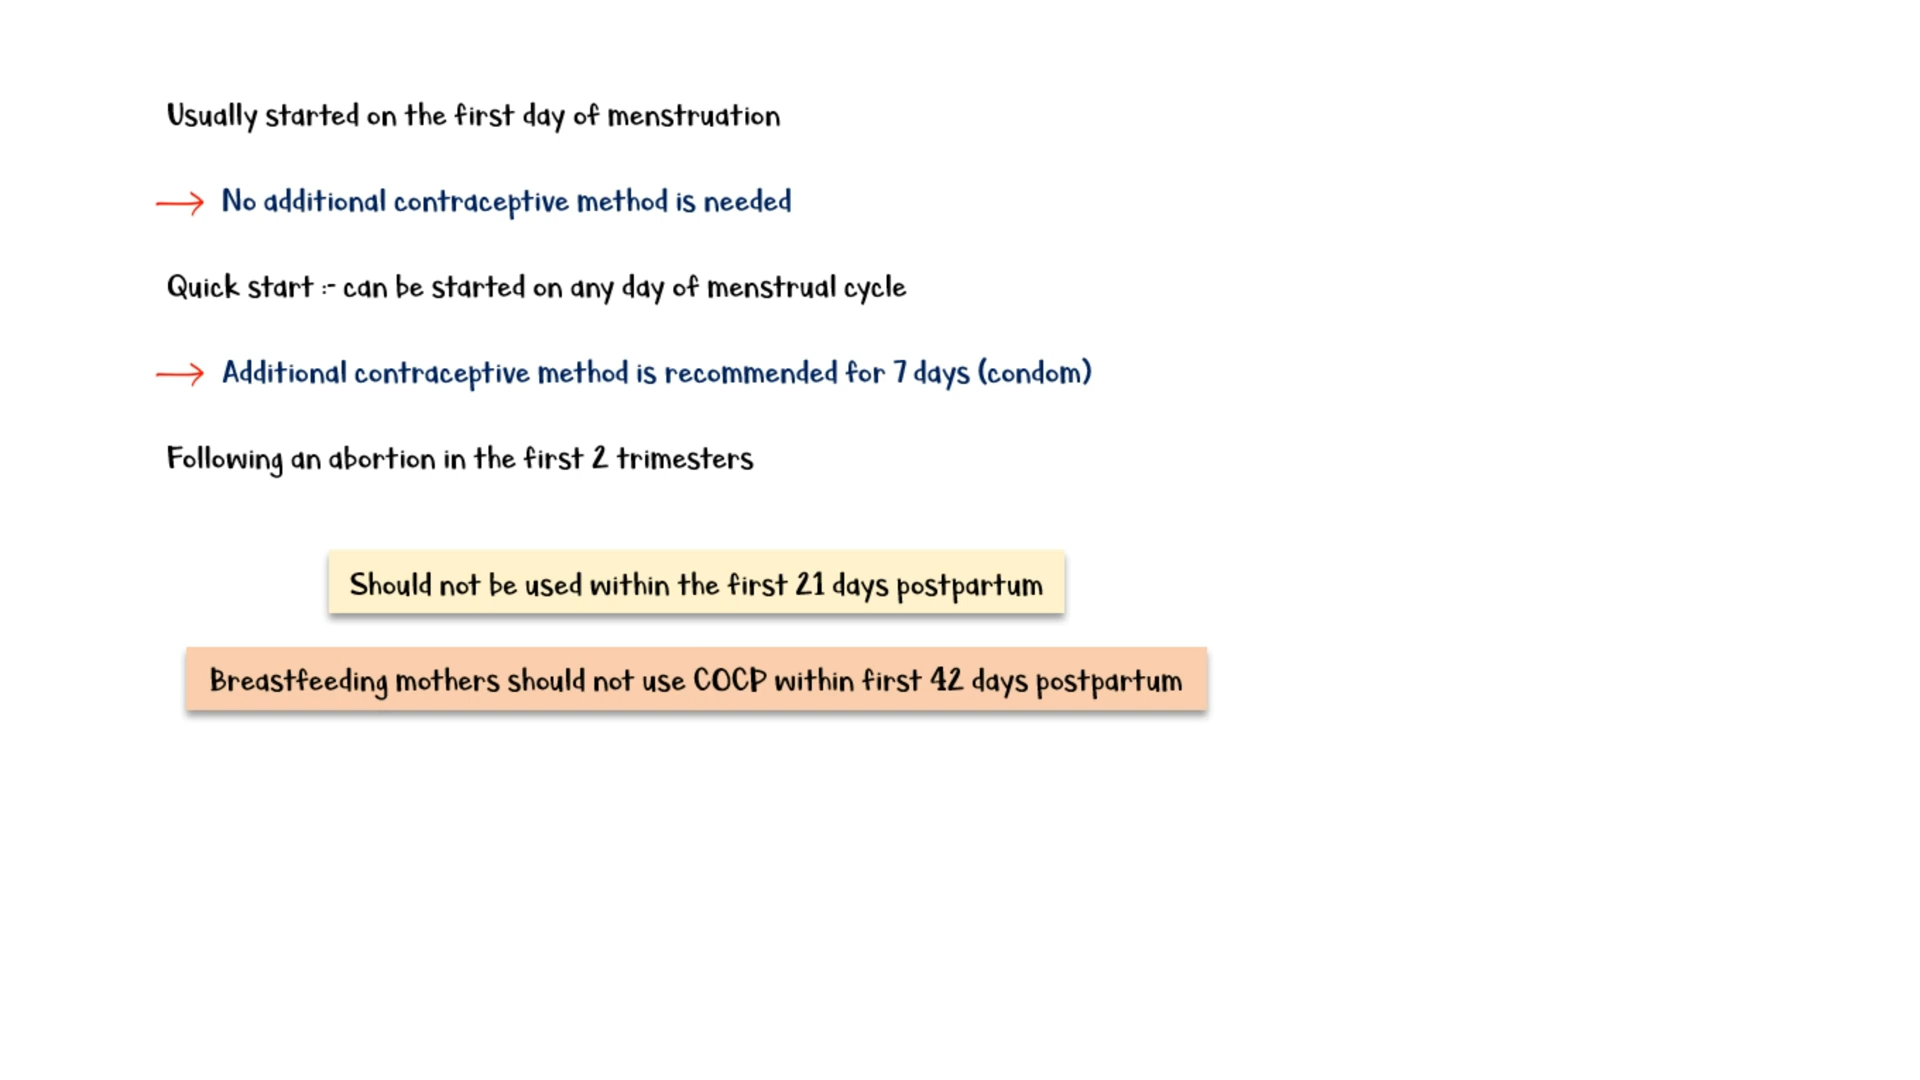 Usually started on the first day of menstruation
→ No additional contraceptive method is needed
Quick start :- can be started on any day of menstrual cycle
→ Additional contraceptive method is recommended for 7 days (condom)
Following an abortion in the first 2 trimesters
Should not be used within the first 21 days postpartum
Breastfeeding mothers should not use COCP within first 42 days postpartum